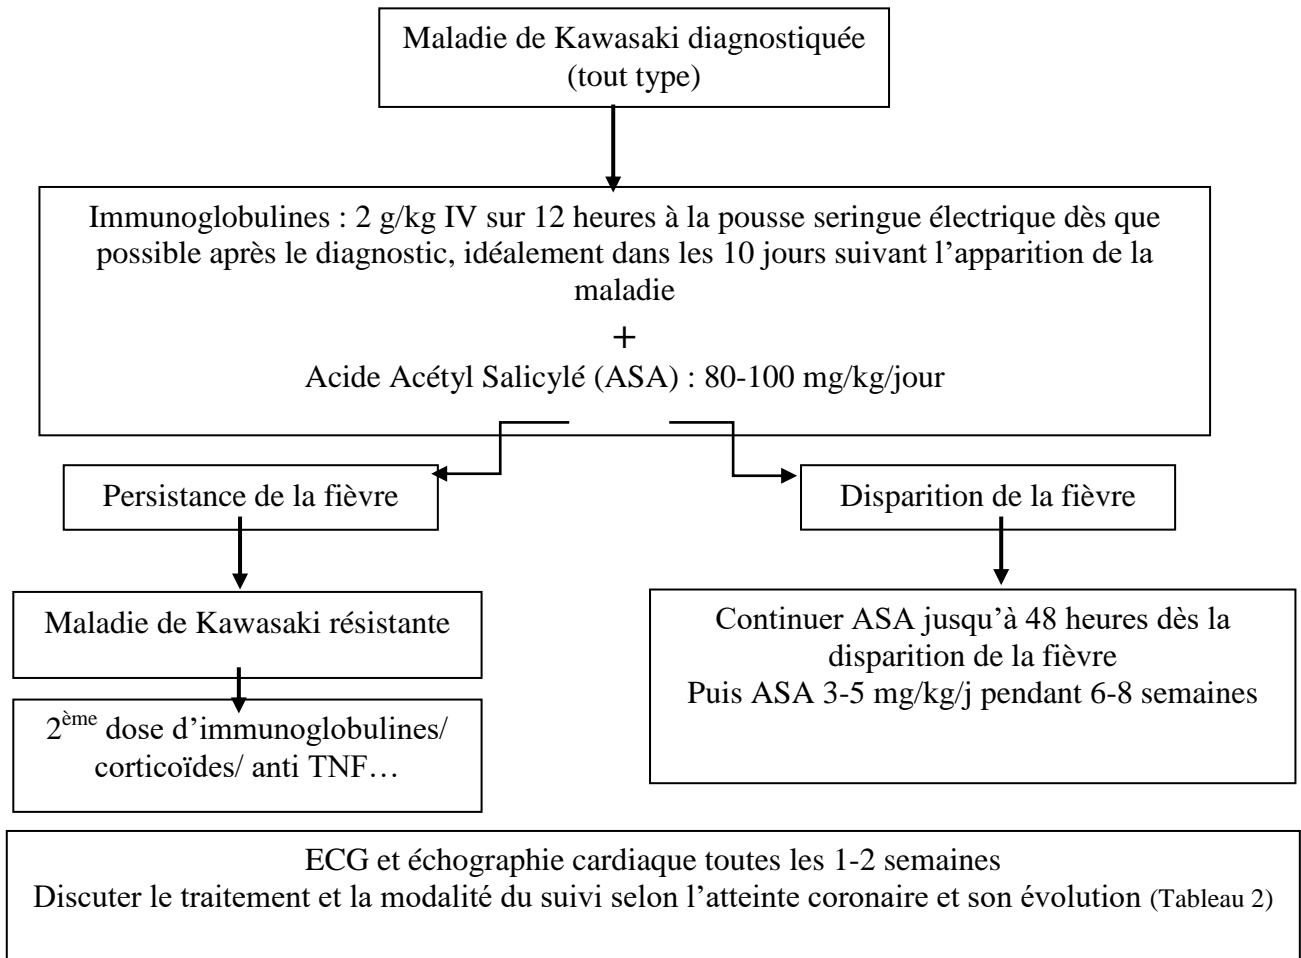 Maladie de Kawasaki diagnostiquée
(tout type)
Immunoglobulines : 2 g/kg IV sur 12 heures à la pousse seringue électrique dès que
possible après le diagnostic, idéalement dans les 10 jours suivant l’apparition de la
maladie
+
Acide Acétyl Salicylé (ASA) : 80-100 mg/kg/jour
Persistance de la fièvre
Disparition de la fièvre
Maladie de Kawasaki résistante
Continuer ASA jusqu’à 48 heures dès la
disparition de la fièvre
Puis ASA 3-5 mg/kg/j pendant 6-8 semaines
2ème dose d’immunoglobulines/
corticoïdes/ anti TNF…
ECG et échographie cardiaque toutes les 1-2 semaines
Discuter le traitement et la modalité du suivi selon l’atteinte coronaire et son évolution (Tableau 2)